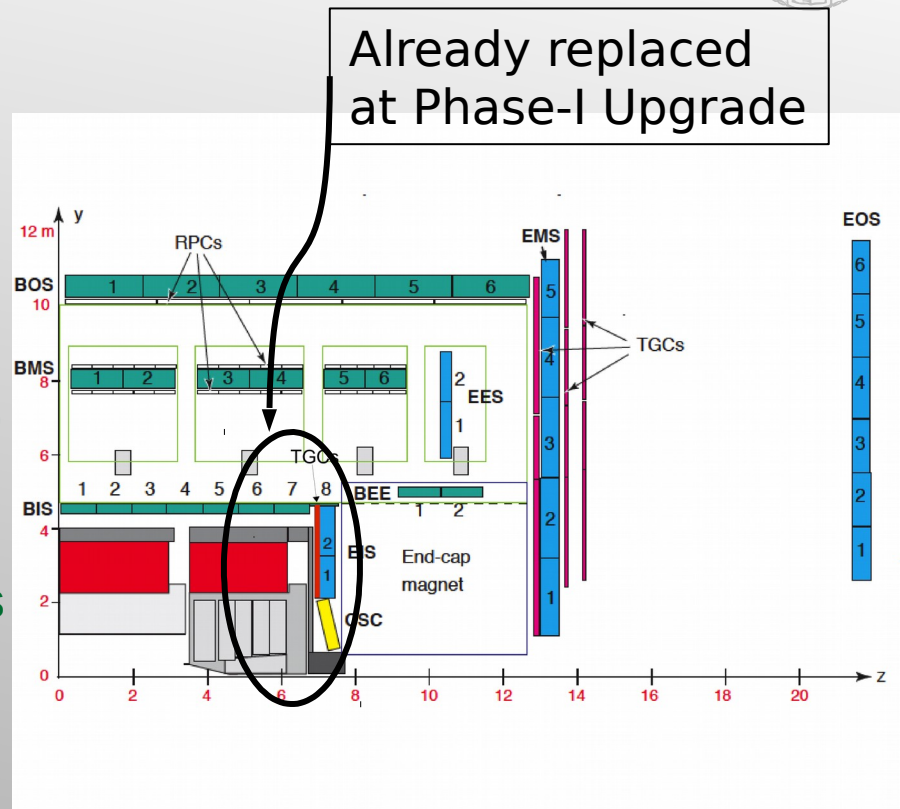 Already replaced
at Phase-I Upgrade
y
12 m
RPCs
EMS
EOS
BOS
1 2 3 4 5 6
10
BMS
1 2
3 4
5 6
8
2
1
EES
TGCs
6
TGCs
1 2 3 4 5 6 7 8
BEE
1 2
BIS
4
2
1
EIS
End-cap
magnet
CSC
2
0
5
4
3
2
1
6
5
4
3
2
1
z
0 2 4 6 8 10 12 14 16 18 20